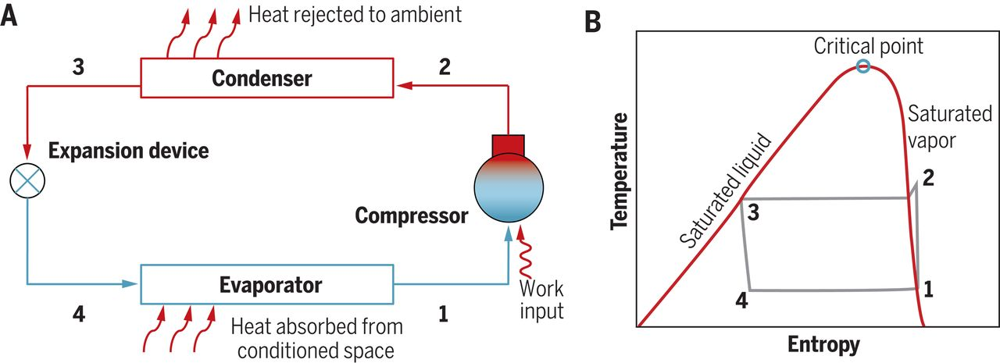 A
Heat rejected to ambient
3
Condenser
2
Expansion device
Compressor
Evaporator
4
1
Work
input
Heat absorbed from
conditioned space
B
Critical point
Saturated
vapor
Saturated liquid
Temperature
2
3
4
1
Entropy